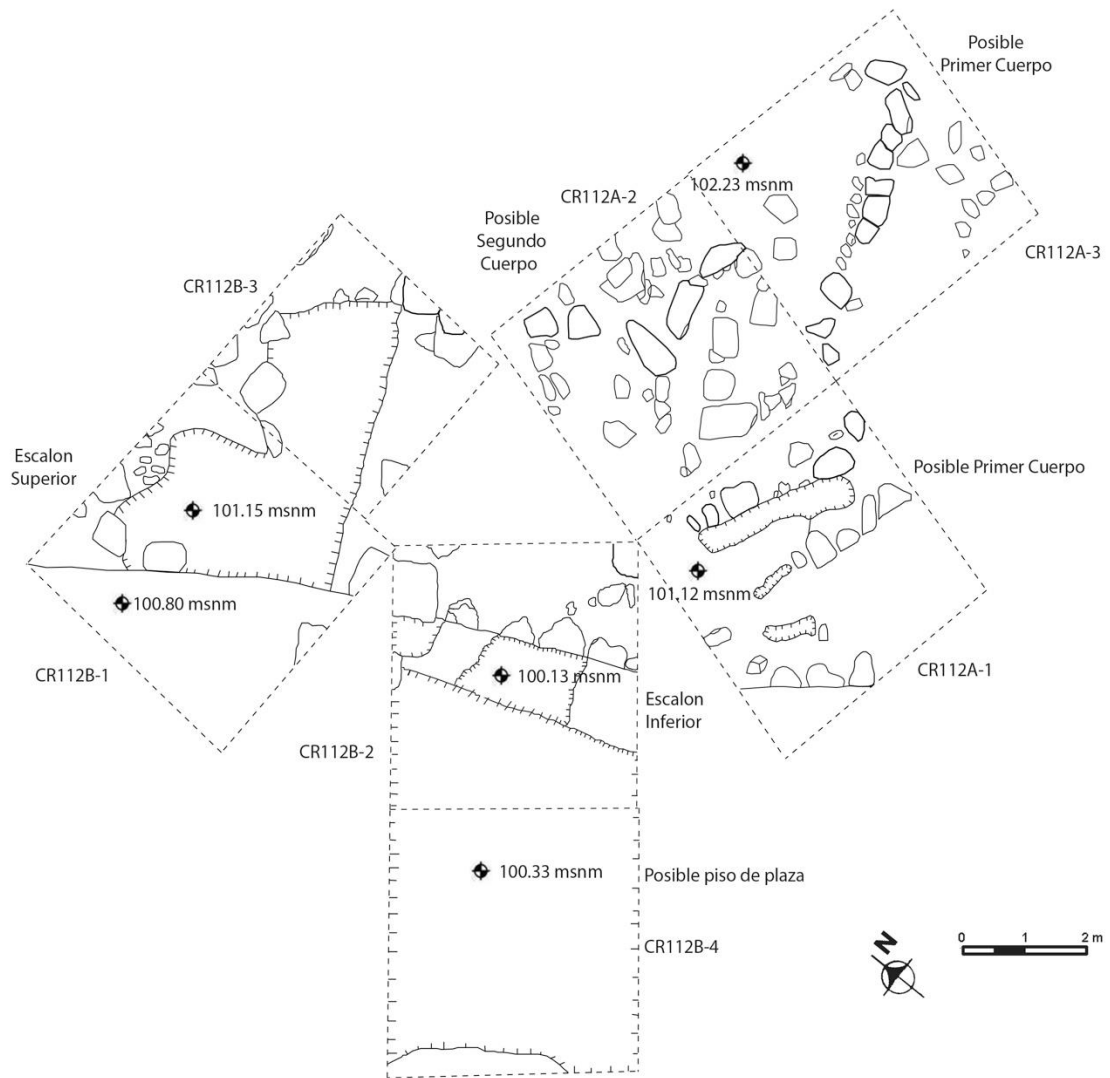 Posible
Primer Cuerpo
102.23 msnm
CR112A-2
CR112A-3
Posible
Segundo
Cuerpo
CR112B-3
Escalon
Superior
101.15 msnm
Posible Primer Cuerpo
100.80 msnm
101.12 msnm
CR112B-1
100.13 msnm
CR112A-1
Escalon
Inferior
CR112B-2
100.33 msnm
Posible piso de plaza
CR112B-4
N
0 1 2 m